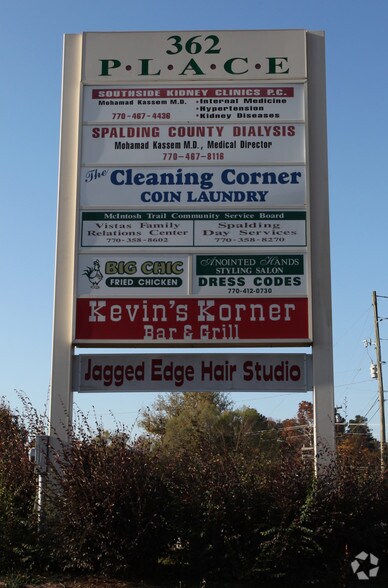 362
P·L·A·C·E
SOUTHSIDE KIDNEY CLINICS P.C.
Mohamad Kassem M.D.
770-467-4436
•Internal Medicine
•Hypertension
•Kidney Diseases
SPALDING COUNTY DIALYSIS
Mohamad Kassem M.D., Medical Director
770-467-8116
The Cleaning Corner
COIN LAUNDRY
McIntosh Trail Community Service Board
Vistas Family
Relations Center
770-358-8602
Spalding
Day Services
770-358-8270
BIG CHIC
FRIED CHICKEN
ANOINTED HANDS
STYLING SALON
DRESS CODES
770-412-0730
Kevin's Korner
Bar & Grill
Jagged Edge Hair Studio